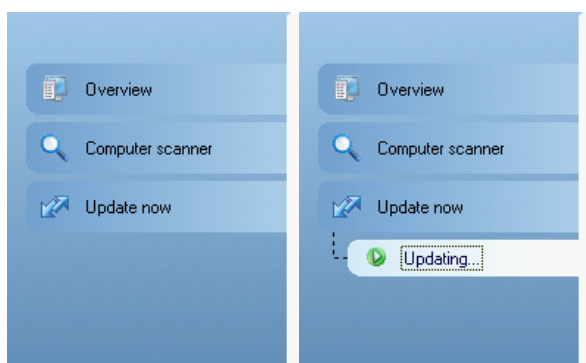 Overview
Computer scanner
Update now
Overview
Computer scanner
Update now
Updating...